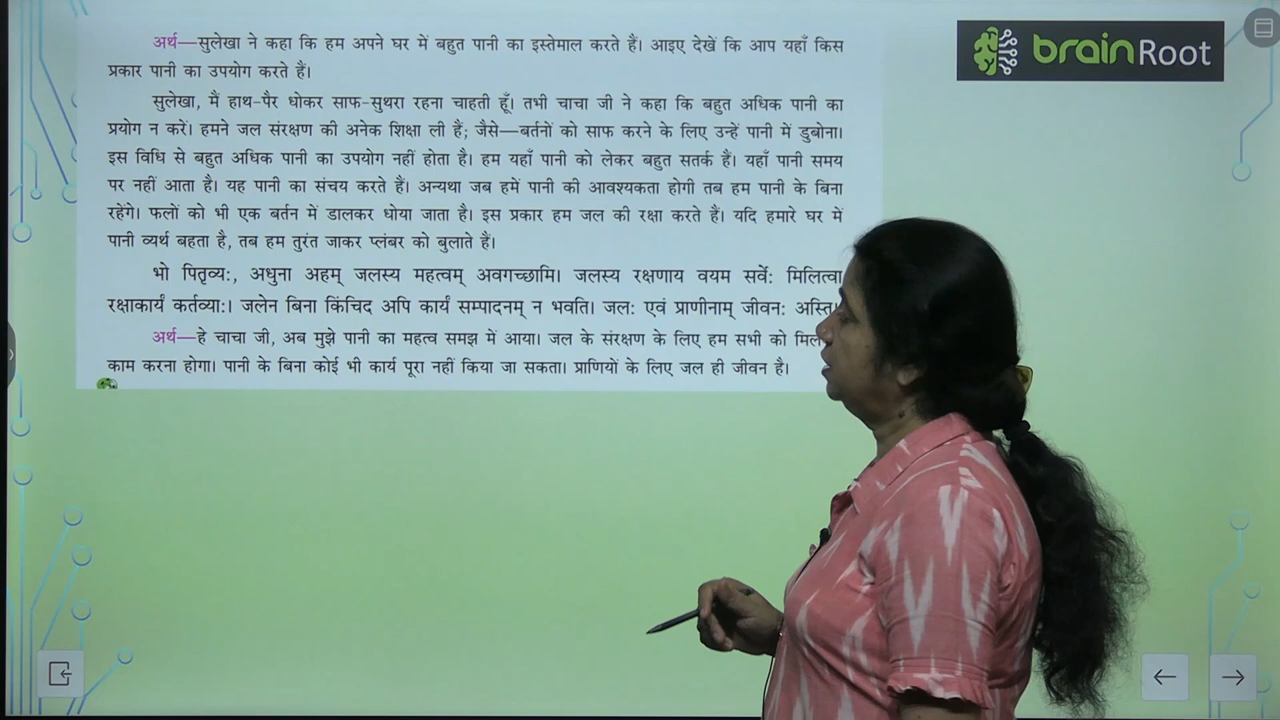 अर्थ—सुलेखा ने कहा कि हम अपने घर में बहुत पानी का इस्तेमाल करते हैं। आइए देखें कि आप यहाँ किस
प्रकार पानी का उपयोग करते हैं।
सुलेखा, मैं हाथ-पैर धोकर साफ-सुथरा रहना चाहती हूँ। तभी चाचा जी ने कहा कि बहुत अधिक पानी का
प्रयोग न करें। हमने जल संरक्षण की अनेक शिक्षा ली हैं; जैसे—बर्तनों को साफ करने के लिए उन्हें पानी में डुबोना।
इस विधि से बहुत अधिक पानी का उपयोग नहीं होता है। हम यहाँ पानी को लेकर बहुत सतर्क हैं। यहाँ पानी समय
पर नहीं आता है। यह पानी का संचय करते हैं। अन्यथा जब हमें पानी की आवश्यकता होगी तब हम पानी के बिना
रहेंगे। फलों को भी एक बर्तन में डालकर धोया जाता है। इस प्रकार हम जल की रक्षा करते हैं। यदि हमारे घर में
पानी व्यर्थ बहता है, तब हम तुरंत जाकर प्लंबर को बुलाते हैं।
भो पितृव्य:, अधुना अहम् जलस्य महत्वम् अवगच्छामि। जलस्य रक्षणाय वयम सर्वे: मिलित्वा
रक्षाकार्यं कर्तव्या:। जलेन बिना किंचिद अपि कार्यं सम्पादनम् न भवति। जल: एवं प्राणीनाम् जीवन: अस्ति।
अर्थ—हे चाचा जी, अब मुझे पानी का महत्व समझ में आया। जल के संरक्षण के लिए हम सभी को
काम करना होगा। पानी के बिना कोई भी कार्य पूरा नहीं किया जा सकता। प्राणियों के लिए जल ही जीवन है।
brainRoot